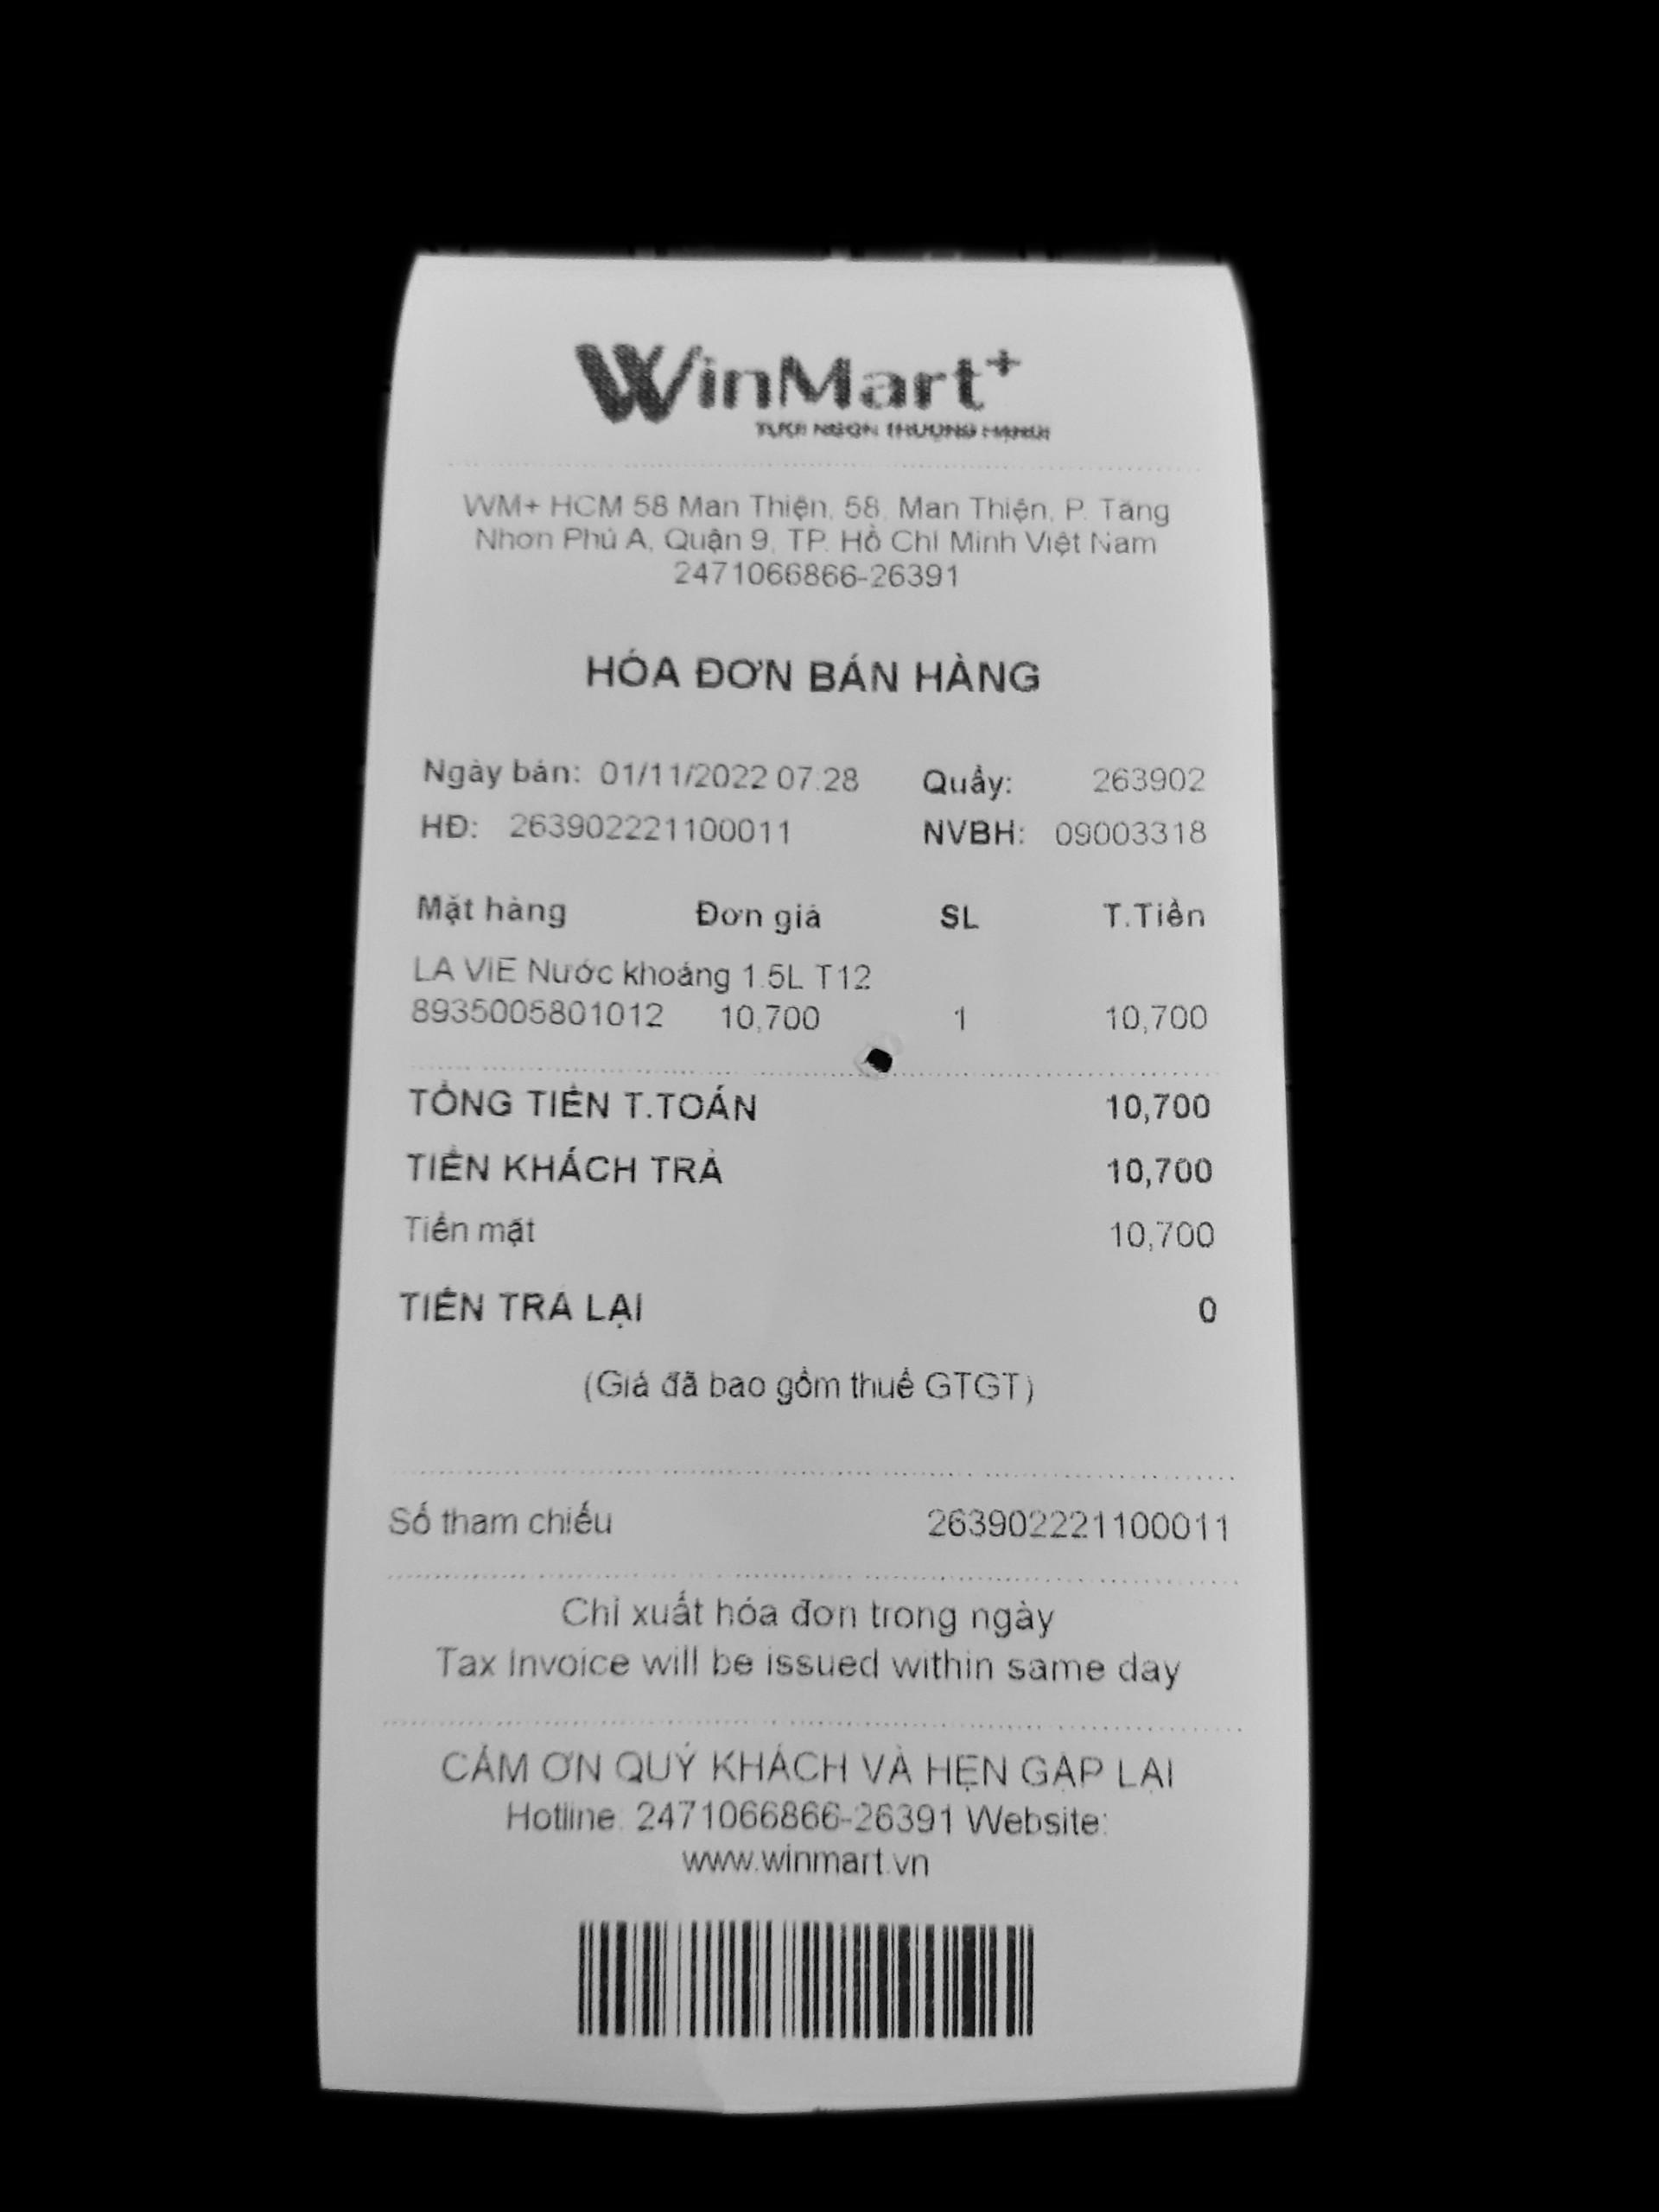 WinMart+
WM+ HCM 58 Man Thiện, 58, Man Thiện, P. Tăng
Nhơn Phú A, Quận 9, TP. Hồ Chí Minh Việt Nam
2471066866-26391
HÓA ĐƠN BÁN HÀNG
Ngày bán: 01/11/2022 07:28 Quầy: 263902
HĐ: 263902221100011 NVBH: 09003318
Mặt hàng Đơn giá SL T.Tiền
LA VIE Nước khoáng 1.5L T12
8935005801012 10,700 1 10,700
TỔNG TIỀN T.TOÁN 10,700
TIỀN KHÁCH TRẢ 10,700
Tiền mặt 10,700
TIỀN TRẢ LẠI 0
(Giá đã bao gồm thuế GTGT)
Số tham chiếu 263902221100011
Chỉ xuất hóa đơn trong ngày
Tax Invoice will be issued within same day
CẢM ƠN QUÝ KHÁCH VÀ HẸN GẶP LẠI
Hotline: 2471066866-26391 Website:
www.winmart.vn